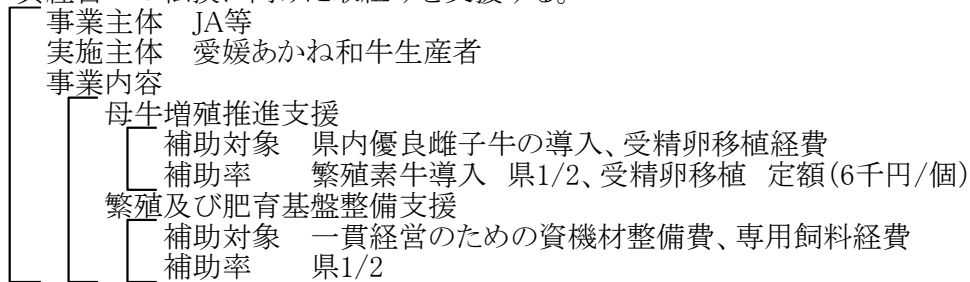 事業主体　JA等
実施主体　愛媛あかね和牛生産者
事業内容
母牛増殖推進支援
補助対象　県内優良雌子牛の導入、受精卵移植経費
補助率　　繁殖素牛導入　県1/2、受精卵移植　定額(6千円/個)
繁殖及び肥育基盤整備支援
補助対象　一貫経営のための資機材整備費、専用飼料経費
補助率　　県1/2